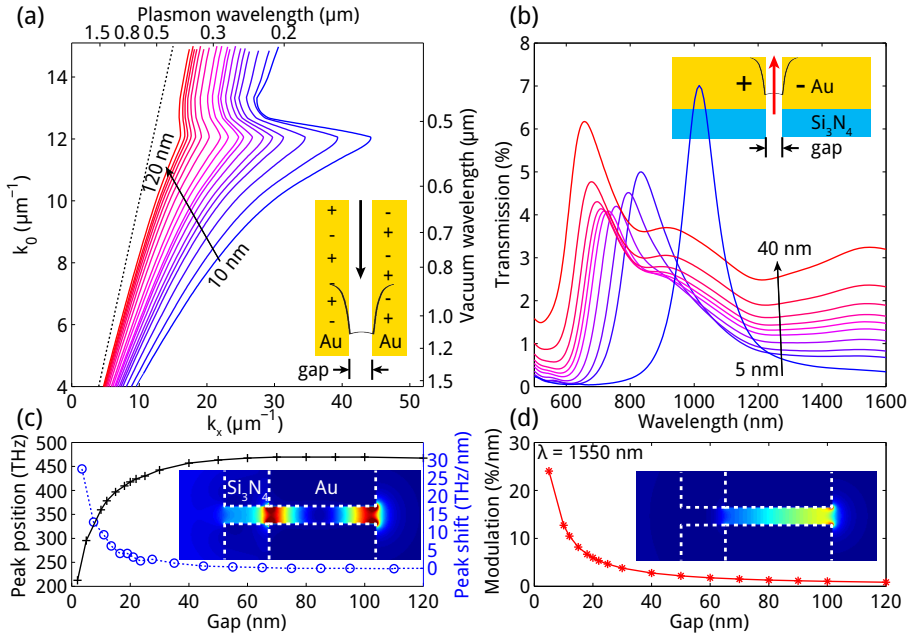 (a)
Plasmon wavelength (μm)
1.5 0.8 0.4 0.3 0.2
k0 (μm−1)
14
12
10
8
6
4
120 nm
10 nm
+ -
- +
+ -
- +
+ -
+ +
- -
Au Au
gap
Vacuum wavelength (μm)
0.5
0.6
0.7
0.8
0.9
1.0
1.2
1.5
0 10 20 30 40 50
kx (μm−1)
(b)
Transmission (%)
8
7
6
5
4
3
2
1
0
+ - Au
Si3N4
gap
40 nm
5 nm
600 800 1000 1200 1400 1600
Wavelength (nm)
(c)
Peak position (THz)
500
450
400
350
300
250
200
Si3N4 Au
30
25
20
15
10
5
0
Peak shift (THz/nm)
0 20 40 60 80 100 120
Gap (nm)
(d)
Modulation (%/nm)
30
20
10
0
λ = 1550 nm
0 20 40 60 80 100 120
Gap (nm)